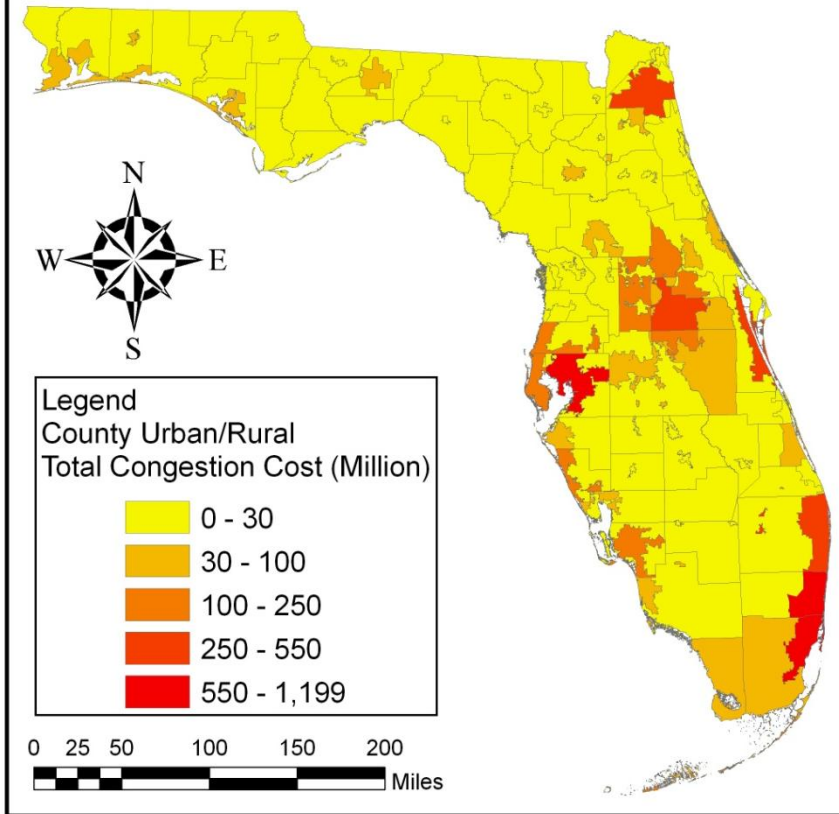 N
W E
S
Legend
County Urban/Rural
Total Congestion Cost (Million)
0 - 30
30 - 100
100 - 250
250 - 550
550 - 1,199
0 25 50 100 150 200
Miles